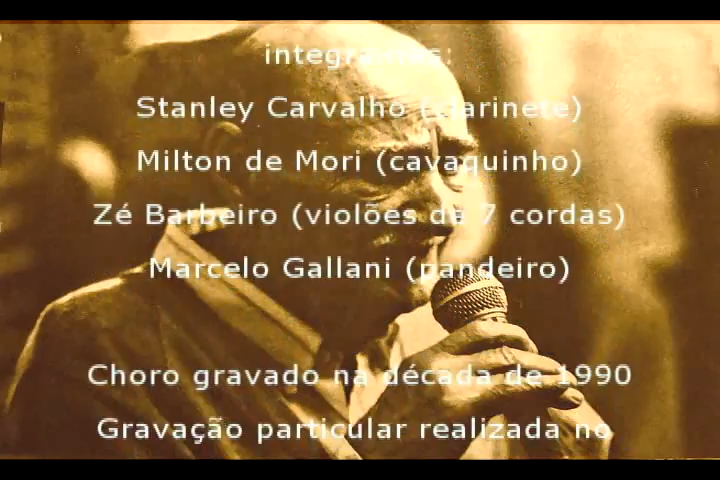 integrantes:
Stanley Carvalho (clarinete)
Milton de Mori (cavaquinho)
Zé Barbeiro (violões de 7 cordas)
Marcelo Gallani (pandeiro)
Choro gravado na década de 1990
Gravação particular realizada no